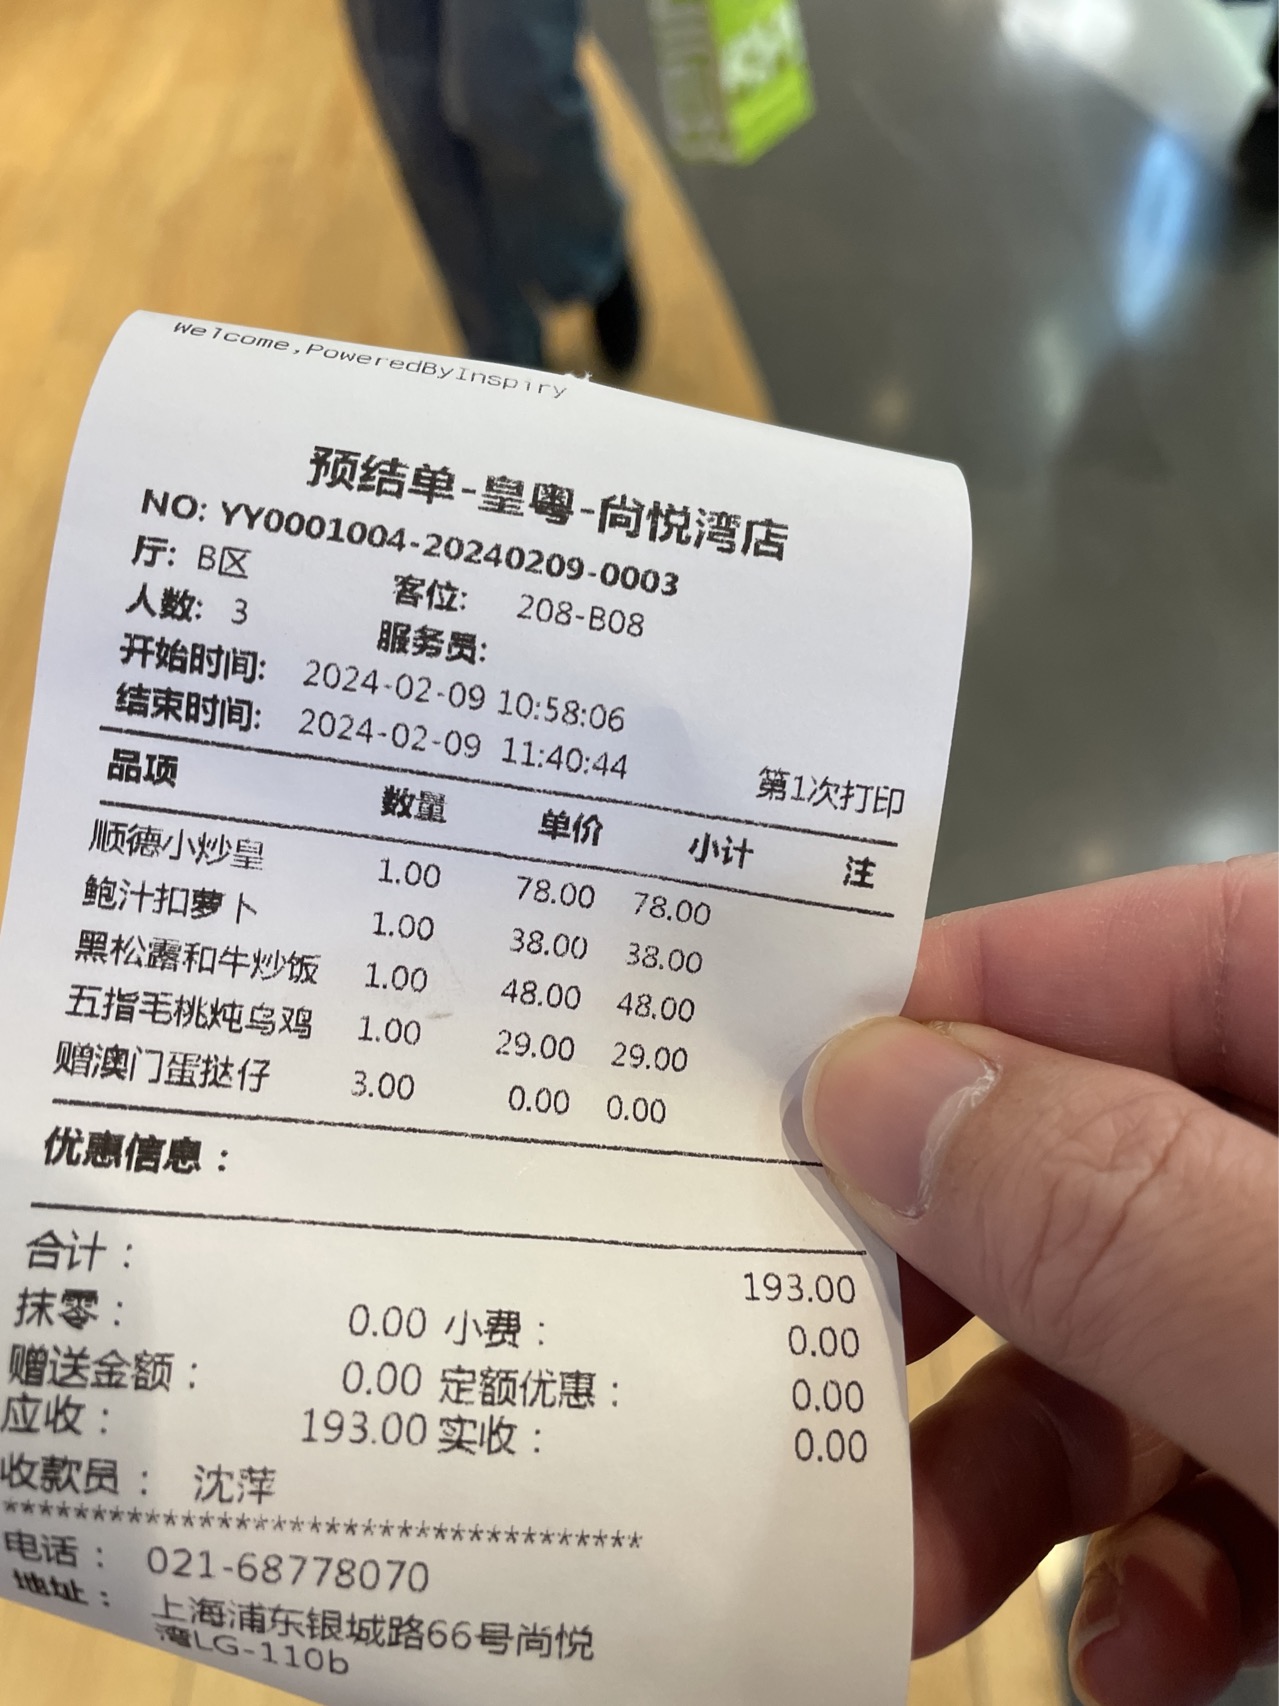 Welcome,PoweredByInspiry
预结单-皇粤-尚悦湾店
NO: YY0001004-20240209-0003
厅: B区 客位: 208-B08
人数: 3 服务员:
开始时间: 2024-02-09 10:58:06
结束时间: 2024-02-09 11:40:44
第1次打印
品项 数量 单价 小计 注
顺德小炒皇 1.00 78.00 78.00
鲍汁扣萝卜 1.00 38.00 38.00
黑松露和牛炒饭 1.00 48.00 48.00
五指毛桃炖乌鸡 1.00 29.00 29.00
赠澳门蛋挞仔 3.00 0.00 0.00
优惠信息：
合计： 193.00
抹零： 0.00 小费： 0.00
赠送金额： 0.00 定额优惠： 0.00
应收： 193.00 实收： 0.00
收款员： 沈萍
**************************************
电话： 021-68778070
地址： 上海浦东银城路66号尚悦
湾LG-110b